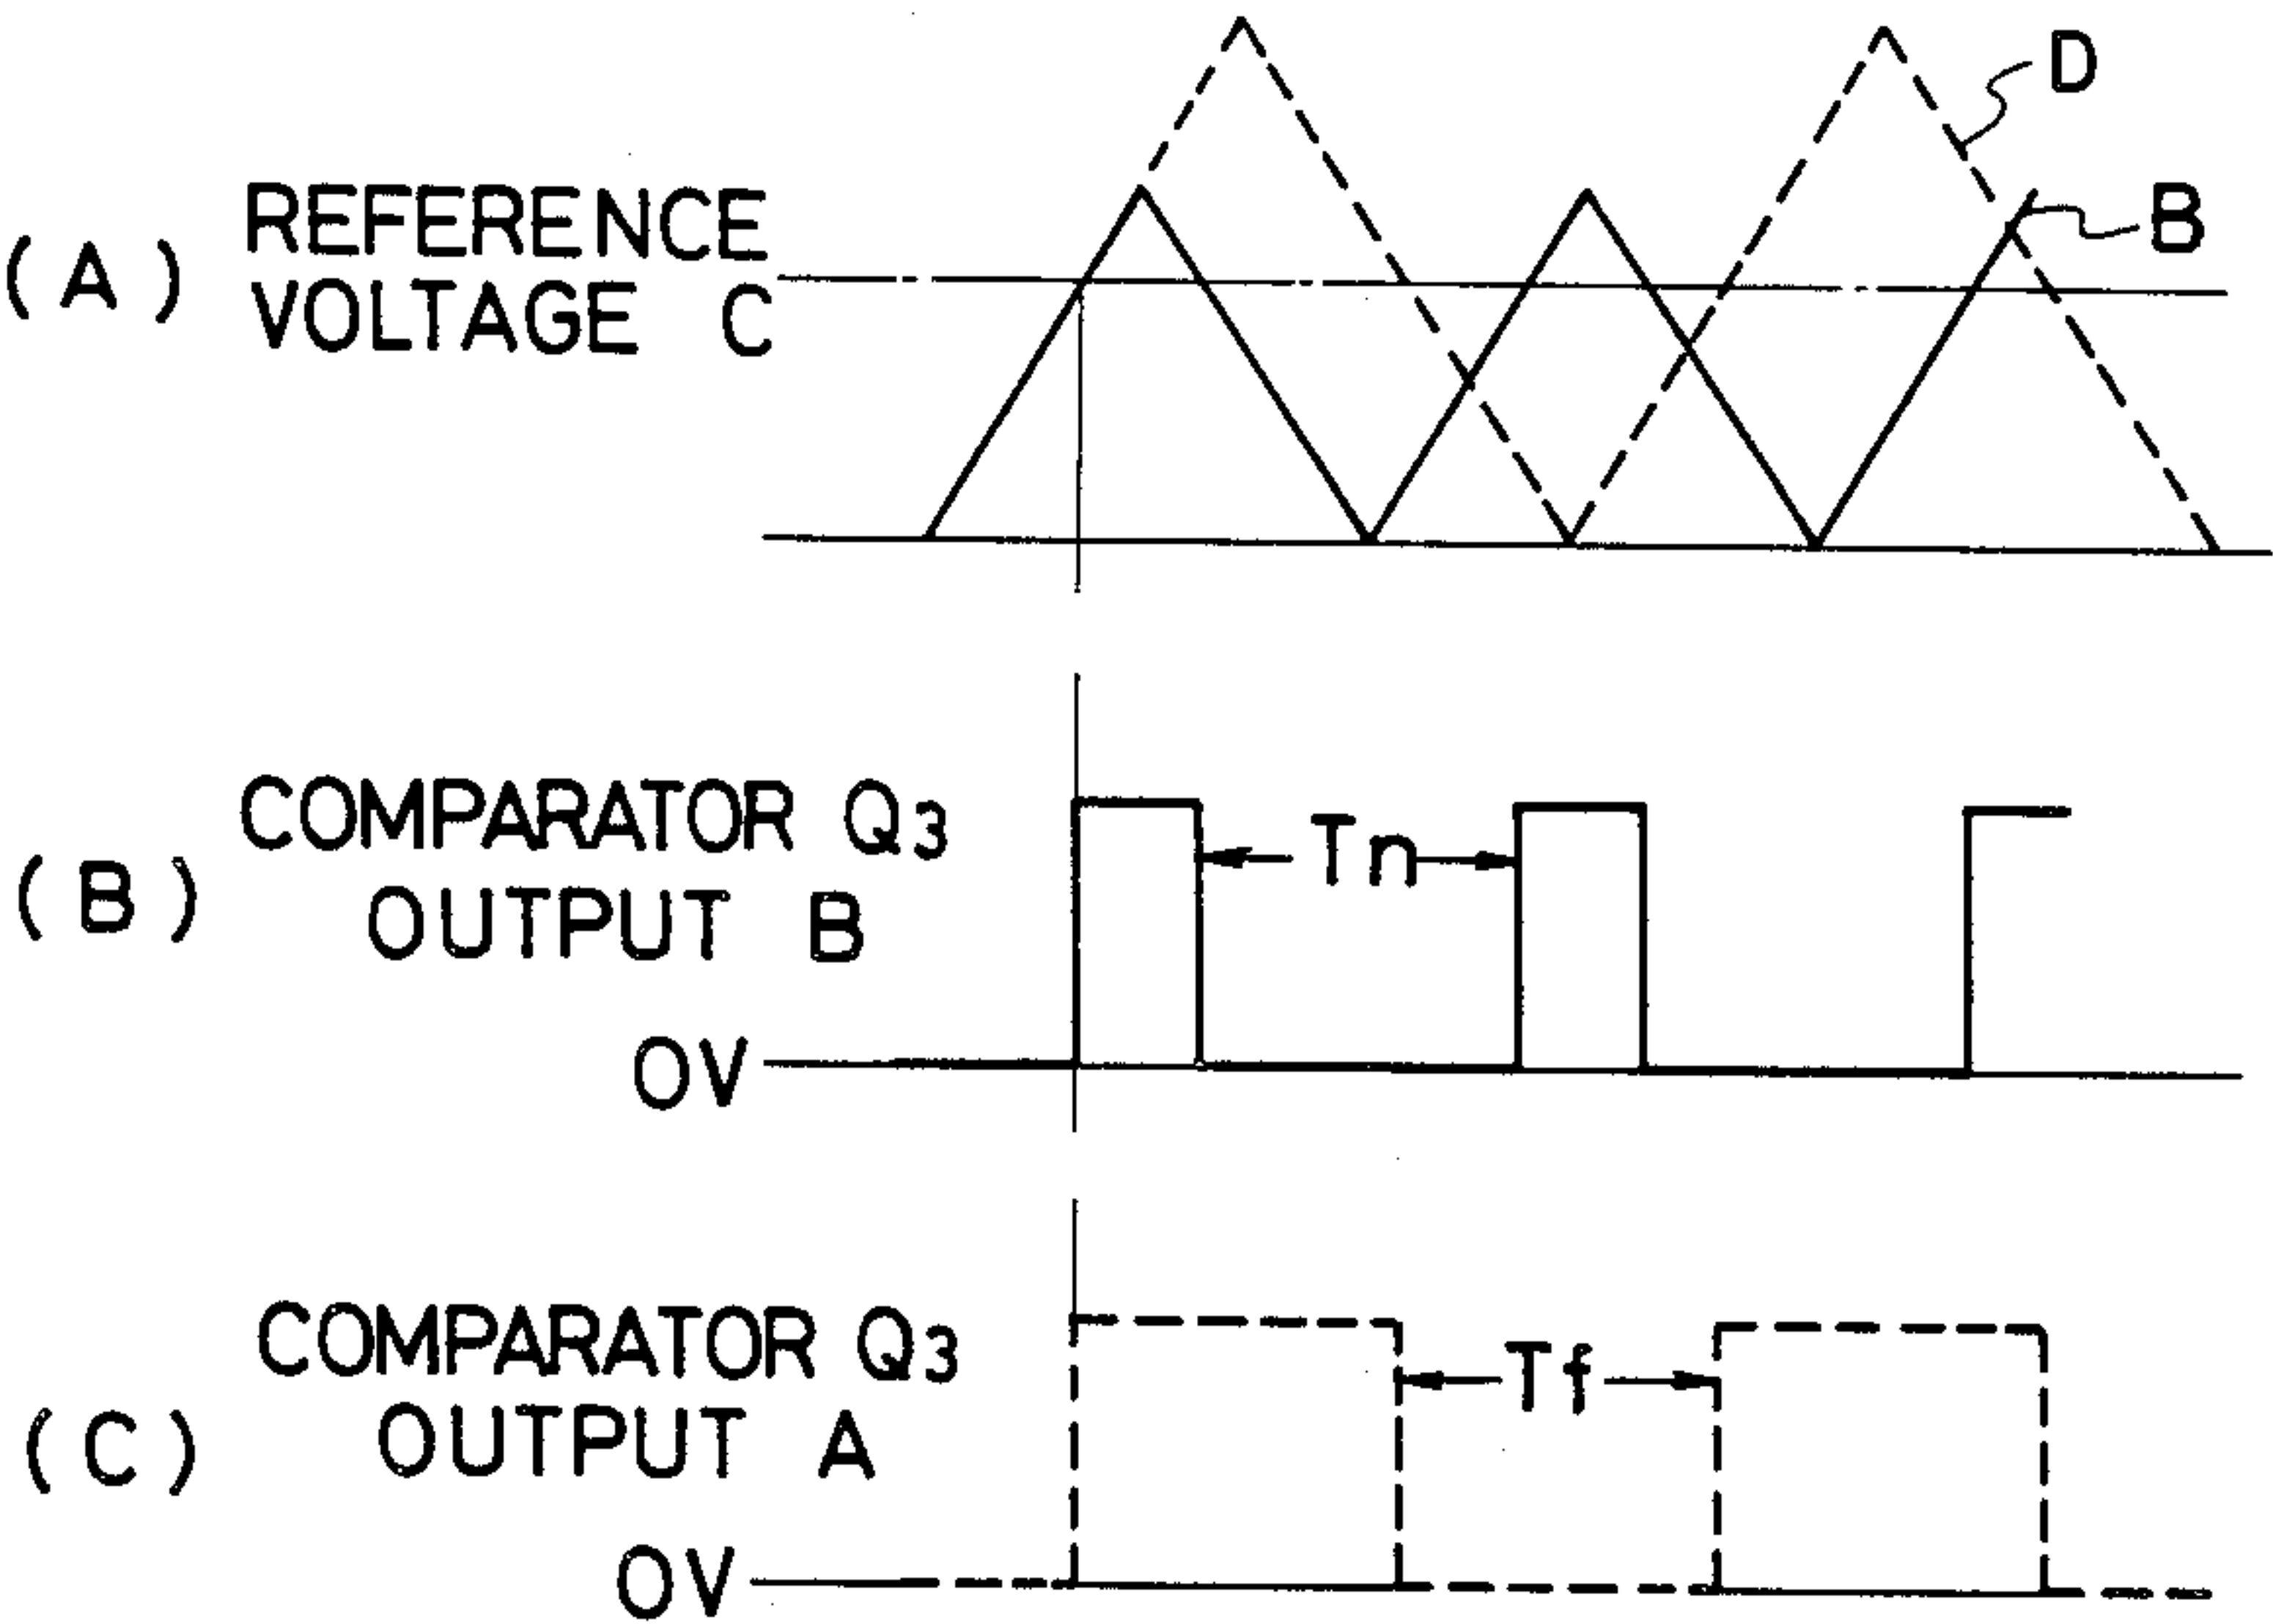 D
(A) REFERENCE
VOLTAGE C
B
(B) COMPARATOR Q3
OUTPUT B
Tn
0V
(C) COMPARATOR Q3
OUTPUT A
Tf
0V